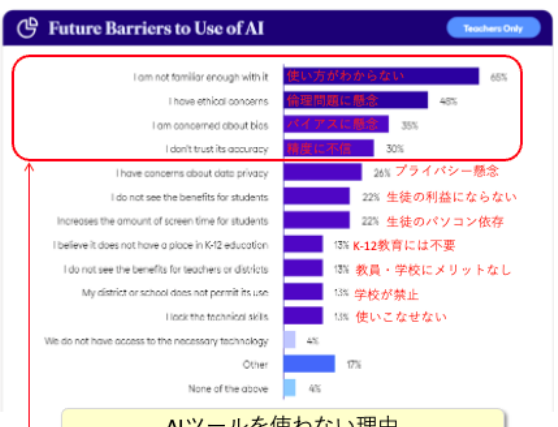 Future Barriers to Use of AI
Teachers Only
I am not familiar enough with it 使い方がわからない 65%
I have ethical concerns 倫理問題に懸念 48%
I am concerned about bias バイアスに懸念 35%
I don't trust its accuracy 精度に不信 30%
I have concerns about data privacy 26% プライバシー懸念
I do not see the benefits for students 22% 生徒の利益にならない
Increases the amount of screen time for students 22% 生徒のパソコン依存
I believe it does not have a place in K-12 education 13% K-12教育には不要
I do not see the benefits for teachers or districts 13% 教員・学校にメリットなし
My district or school does not permit its use 13% 学校が禁止
I lack the technical skills 13% 使いこなせない
We do not have access to the necessary technology 4%
Other 17%
None of the above 4%
AIツールを使わない理由